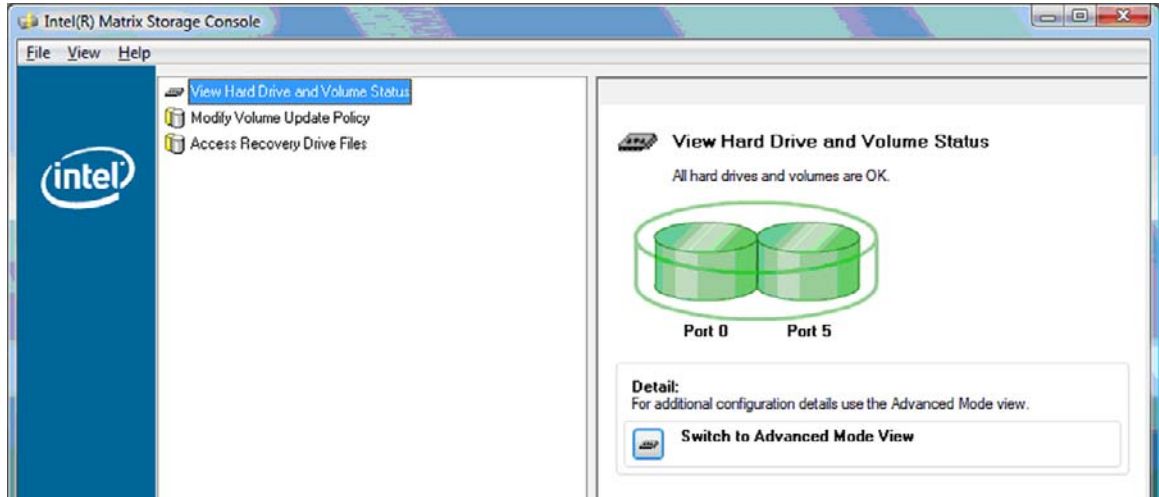 Intel(R) Matrix Storage Console
File View Help
intel
View Hard Drive and Volume Status
Modify Volume Update Policy
Access Recovery Drive Files
View Hard Drive and Volume Status
All hard drives and volumes are OK.
Port 0 Port 5
Detail:
For additional configuration details use the Advanced Mode view.
Switch to Advanced Mode View